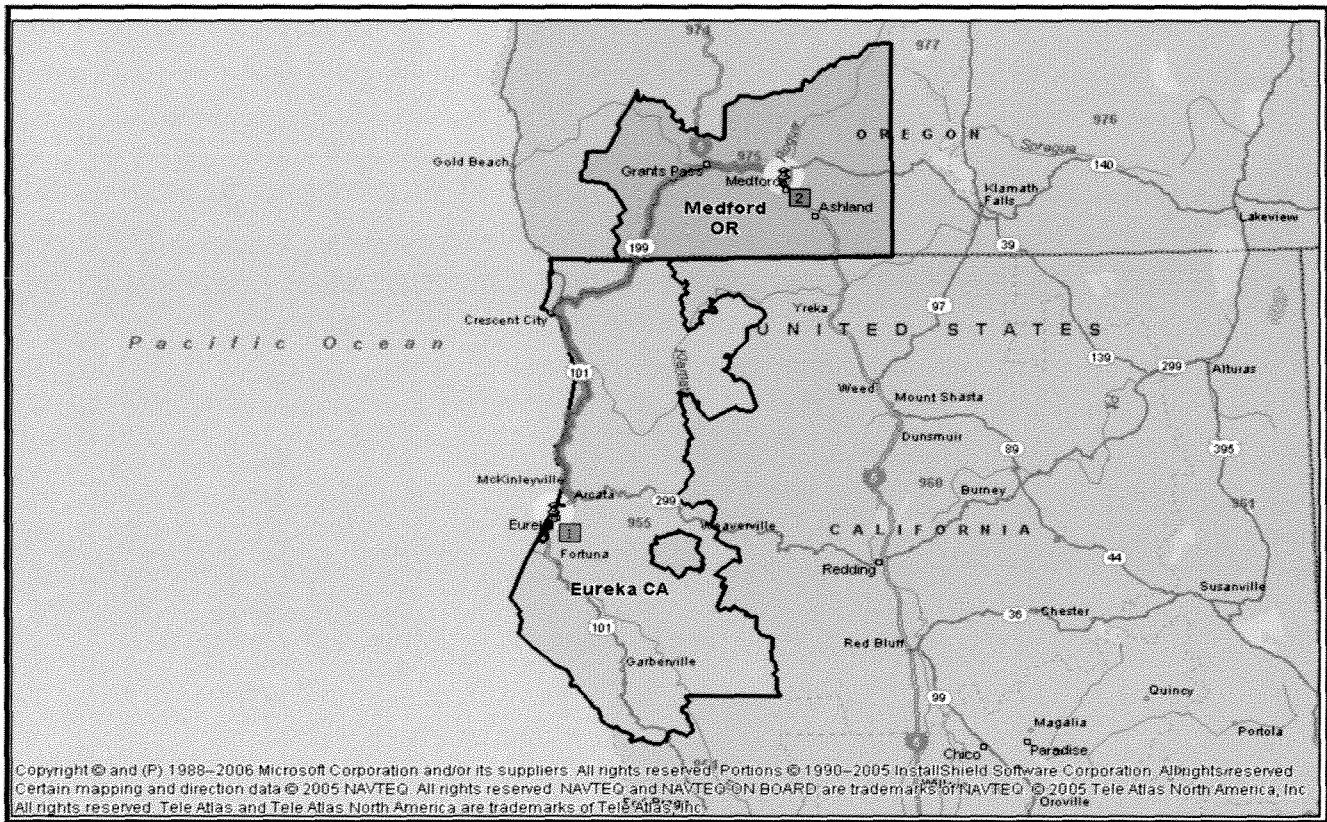 974
977
OREGON
976
Sprague
Rogue
975
140
Gold Beach
Grants Pass
Medford
2
Klamath
Falls
Medford
OR
Ashland
Lakeview
199
39
Yreka
97
Crescent City
UNITED STATES
Pacific Ocean
Klamath
139
299
Alturas
101
Weed
Mount Shasta
Pit
Dunsmuir
89
395
McKinleyville
Arcata
299
960
Burney
961
955
Weaverville
CALIFORNIA
1
Fortuna
44
Redding
Eureka CA
Susanville
36
Chester
101
Red Bluff
Garberville
99
Quincy
Magalia
Portola
Chico
Paradise
Copyright © and (P) 1988–2006 Microsoft Corporation and/or its suppliers. All rights reserved. Portions © 1990–2005 InstallShield Software Corporation. All rights reserved.
Certain mapping and direction data © 2005 NAVTEQ. All rights reserved. NAVTEQ and NAVTEQ ON BOARD are trademarks of NAVTEQ. © 2005 Tele Atlas North America, Inc
All rights reserved. Tele Atlas and Tele Atlas North America are trademarks of Tele Atlas, Inc.
Oroville